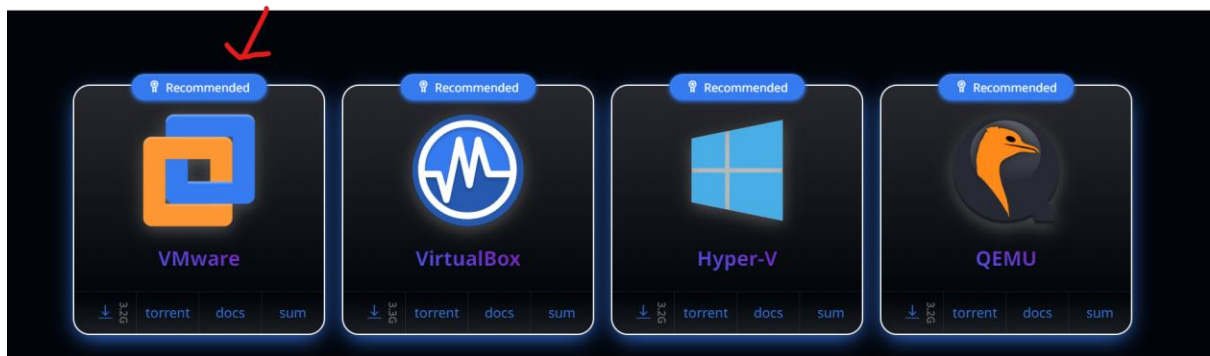 Recommended Recommended Recommended Recommended
VMware VirtualBox Hyper-V QEMU
3.2G torrent docs sum 3.3G torrent docs sum 3.2G torrent docs sum 3.2G torrent docs sum